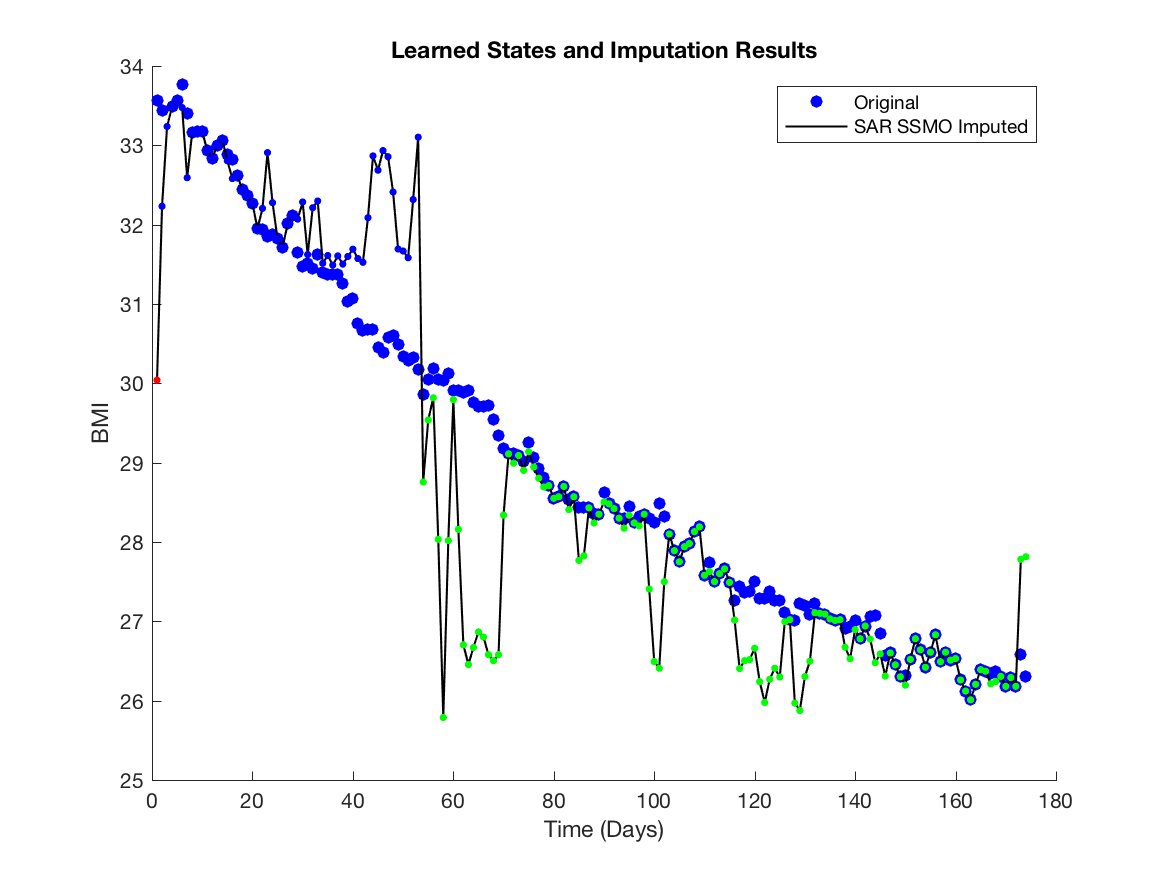 Learned States and Imputation Results
Original
SAR SSMO Imputed
BMI
34
33
32
31
30
29
28
27
26
25
0 20 40 60 80 100 120 140 160 180
Time (Days)